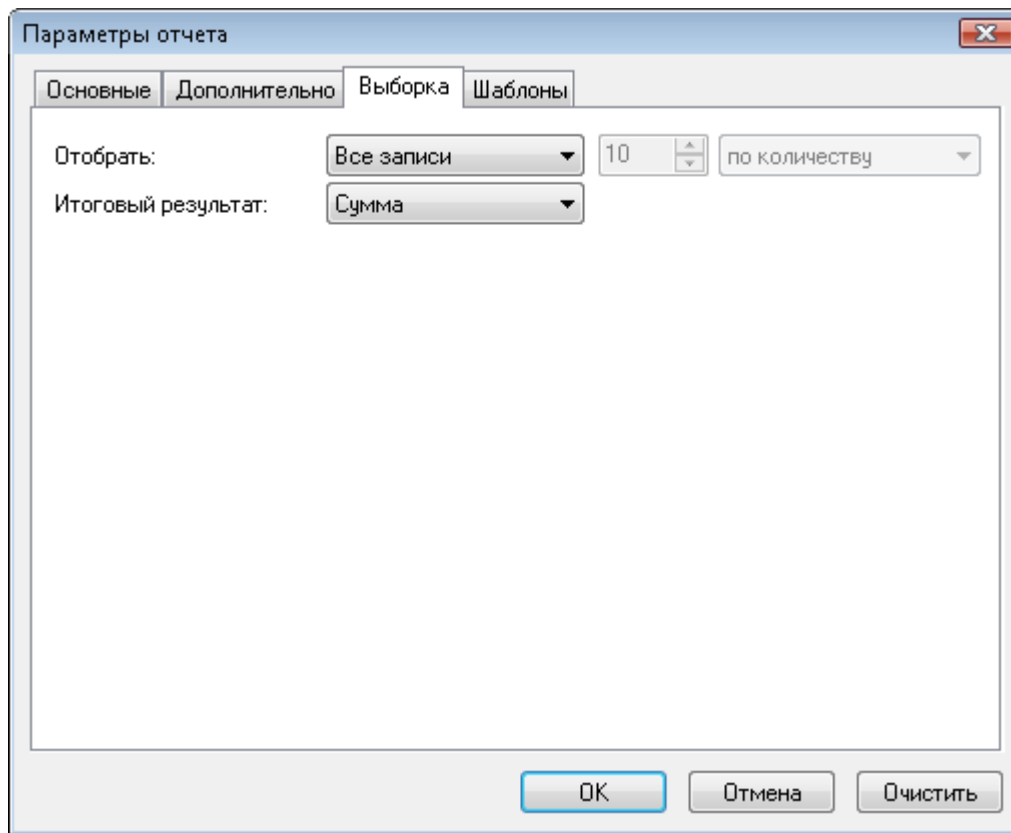 Параметры отчета
Основные Дополнительно Выборка Шаблоны
Отобрать: Все записи 10 по количеству
Итоговый результат: Сумма
OK Отмена Очистить